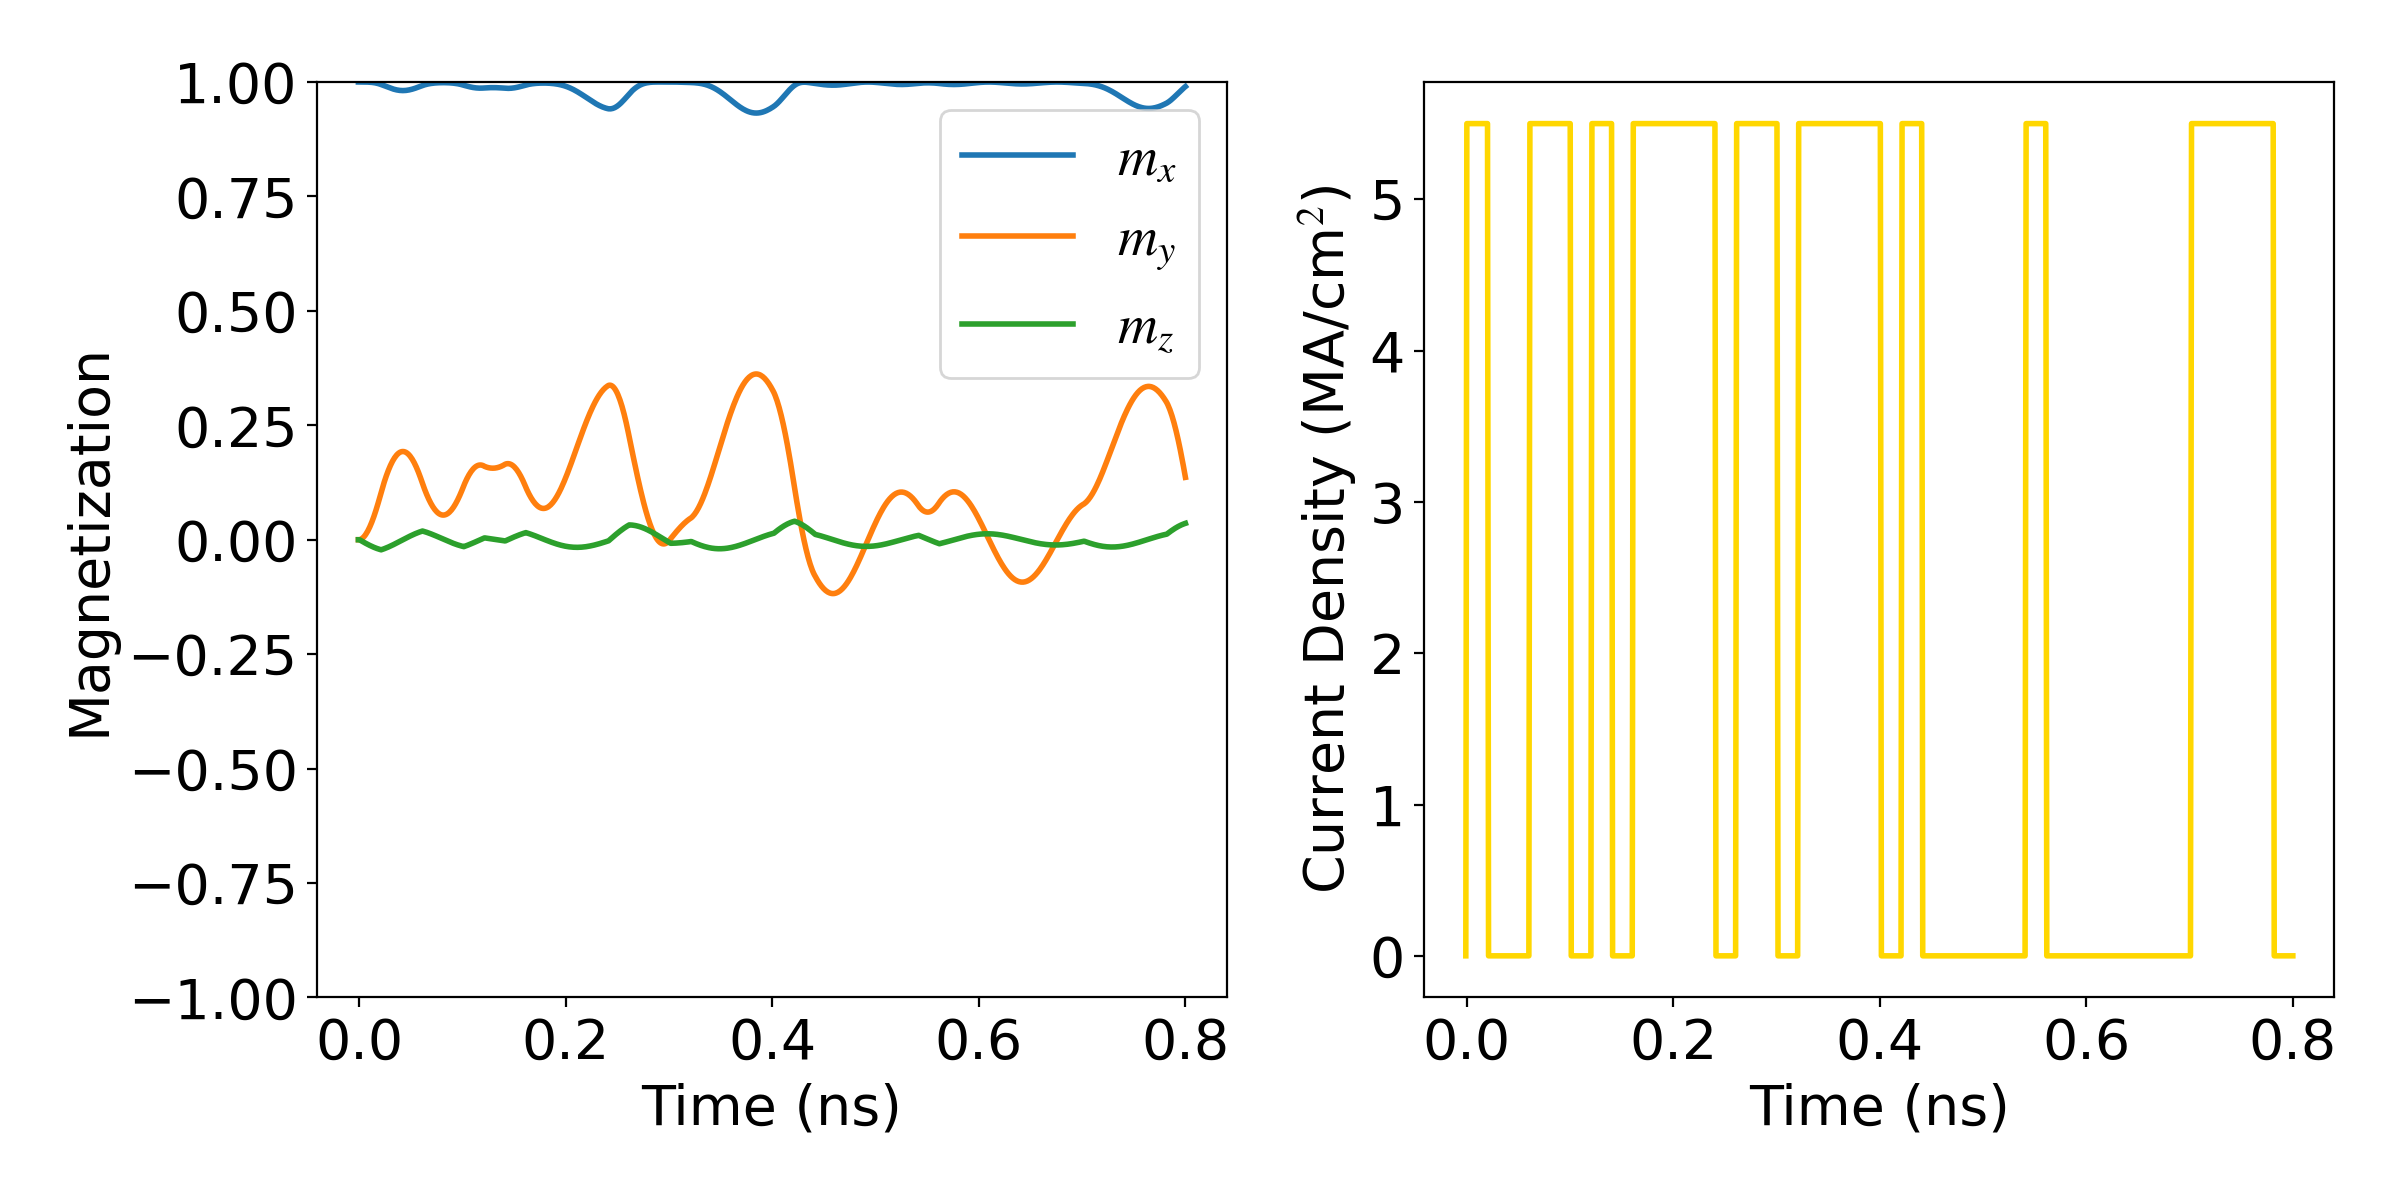 Magnetization
1.00
0.75
0.50
0.25
0.00
−0.25
−0.50
−0.75
−1.00
0.0 0.2 0.4 0.6 0.8
Time (ns)
mₓ
m_y
m_z
Current Density (MA/cm²)
5
4
3
2
1
0
0.0 0.2 0.4 0.6 0.8
Time (ns)